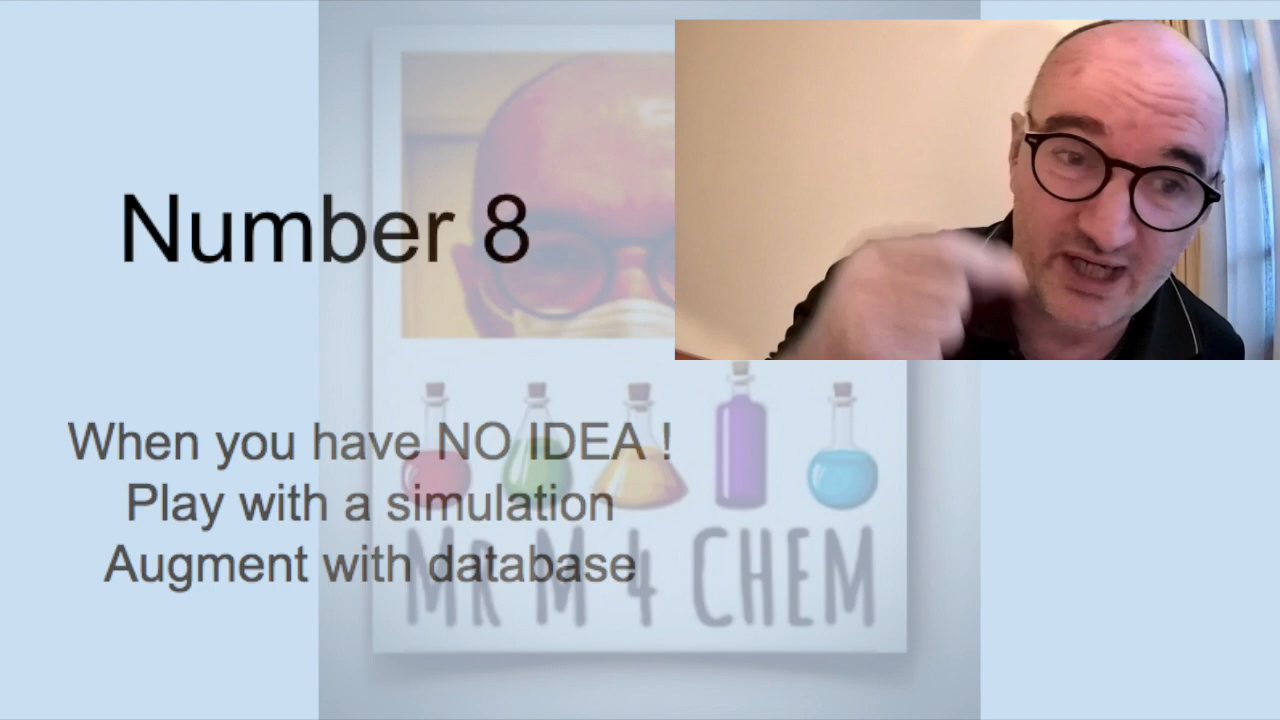 Number 8
When you have NO IDEA !
Play with a simulation
Augment with database
MR M 4 CHEM